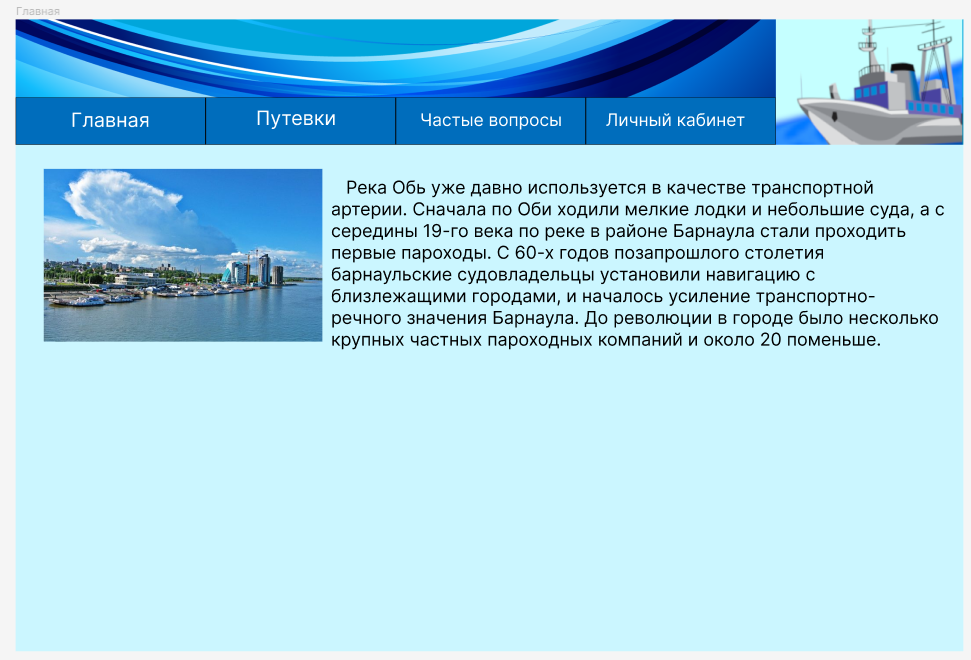 Главная
Главная
Путевки
Частые вопросы
Личный кабинет
Река Обь уже давно используется в качестве транспортной
артерии. Сначала по Оби ходили мелкие лодки и небольшие суда, а с
середины 19-го века по реке в районе Барнаула стали проходить
первые пароходы. С 60-х годов позапрошлого столетия
барнаульские судовладельцы установили навигацию с
близлежащими городами, и началось усиление транспортно-
речного значения Барнаула. До революции в городе было несколько
крупных частных пароходных компаний и около 20 поменьше.